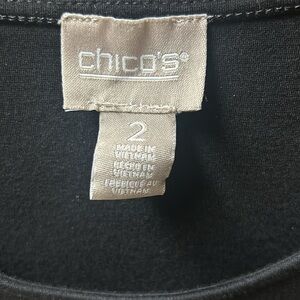 chico's®
2
MADE IN
VIETNAM
HECHO EN
VIETNAM
FABRIQUÉ AU
VIETNAM